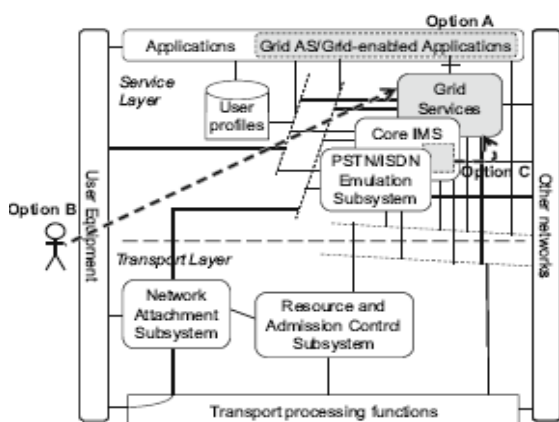 Option A
Applications
Grid AS/Grid-enabled Applications
Service
Layer
User
profiles
Grid
Services
Core IMS
PSTN/ISDN
Emulation
Subsystem
Option C
Option B
User Equipment
Other networks
Transport Layer
Network
Attachment
Subsystem
Resource and
Admission Control
Subsystem
Transport processing functions